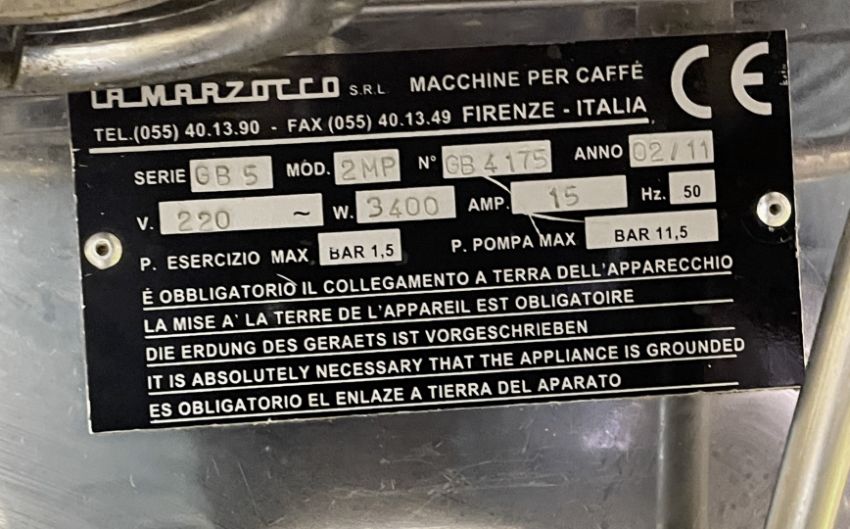 LA MARZOCCO S.R.L. MACCHINE PER CAFFÈ CE
TEL.(055) 40.13.90 - FAX (055) 40.13.49 FIRENZE - ITALIA
SERIE GB5 MOD. 2MP N° GB4175 ANNO 02/11
V. 220 ~ W. 3400 AMP. 15 Hz. 50
P. ESERCIZIO MAX BAR 1,5 P. POMPA MAX BAR 11,5
È OBBLIGATORIO IL COLLEGAMENTO A TERRA DELL'APPARECCHIO
LA MISE A' LA TERRE DE L'APPAREIL EST OBLIGATOIRE
DIE ERDUNG DES GERAETS IST VORGESCHRIEBEN
IT IS ABSOLUTELY NECESSARY THAT THE APPLIANCE IS GROUNDED
ES OBLIGATORIO EL ENLAZE A TIERRA DEL APARATO